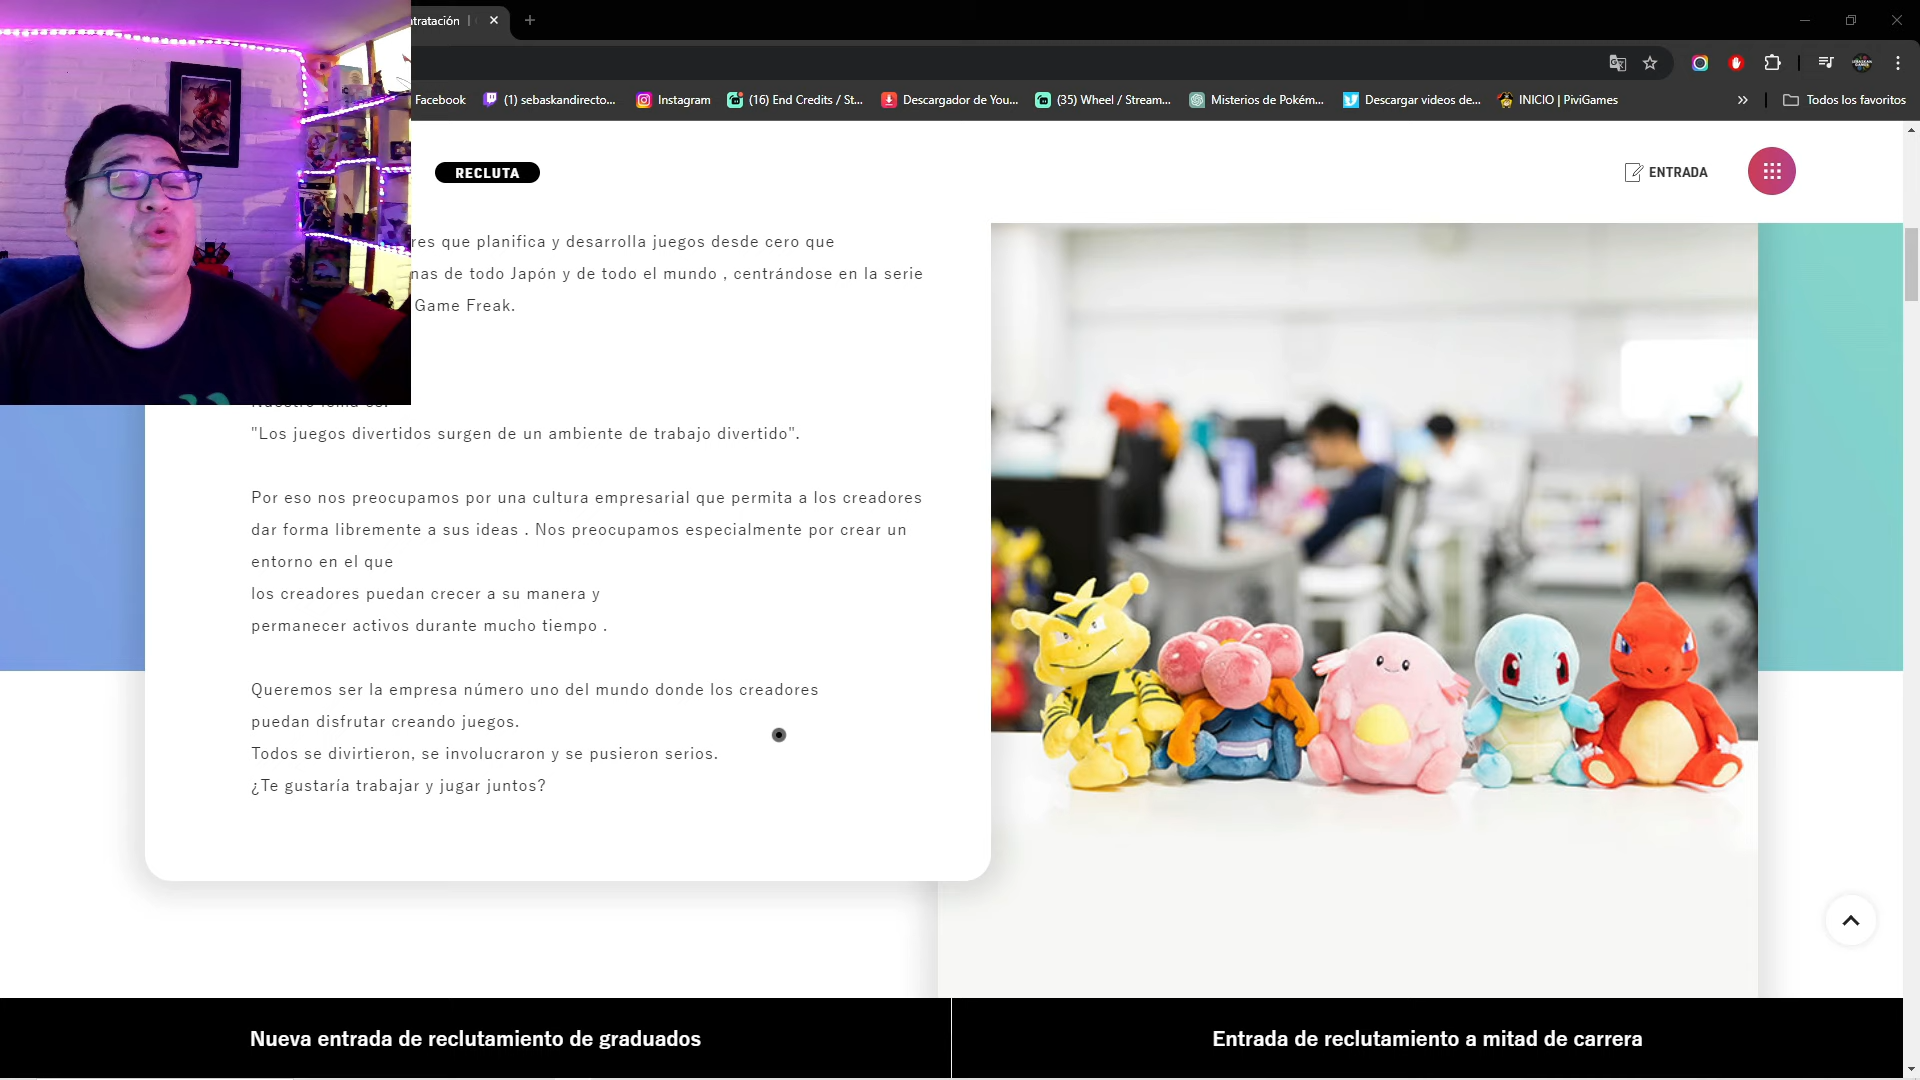 tratación |
Facebook
(1) sebaskandirecto...
Instagram
(16) End Credits / St...
Descargador de You...
(35) Wheel / Stream...
Misterios de Pokém...
Descargar videos de...
INICIO | PiviGames
Todos los favoritos
RECLUTA
ENTRADA
res que planifica y desarrolla juegos desde cero que
nas de todo Japón y de todo el mundo , centrándose en la serie
Game Freak.
"Los juegos divertidos surgen de un ambiente de trabajo divertido".
Por eso nos preocupamos por una cultura empresarial que permita a los creadores
dar forma libremente a sus ideas . Nos preocupamos especialmente por crear un
entorno en el que
los creadores puedan crecer a su manera y
permanecer activos durante mucho tiempo .
Queremos ser la empresa número uno del mundo donde los creadores
puedan disfrutar creando juegos.
Todos se divirtieron, se involucraron y se pusieron serios.
¿Te gustaría trabajar y jugar juntos?
Nueva entrada de reclutamiento de graduados
Entrada de reclutamiento a mitad de carrera